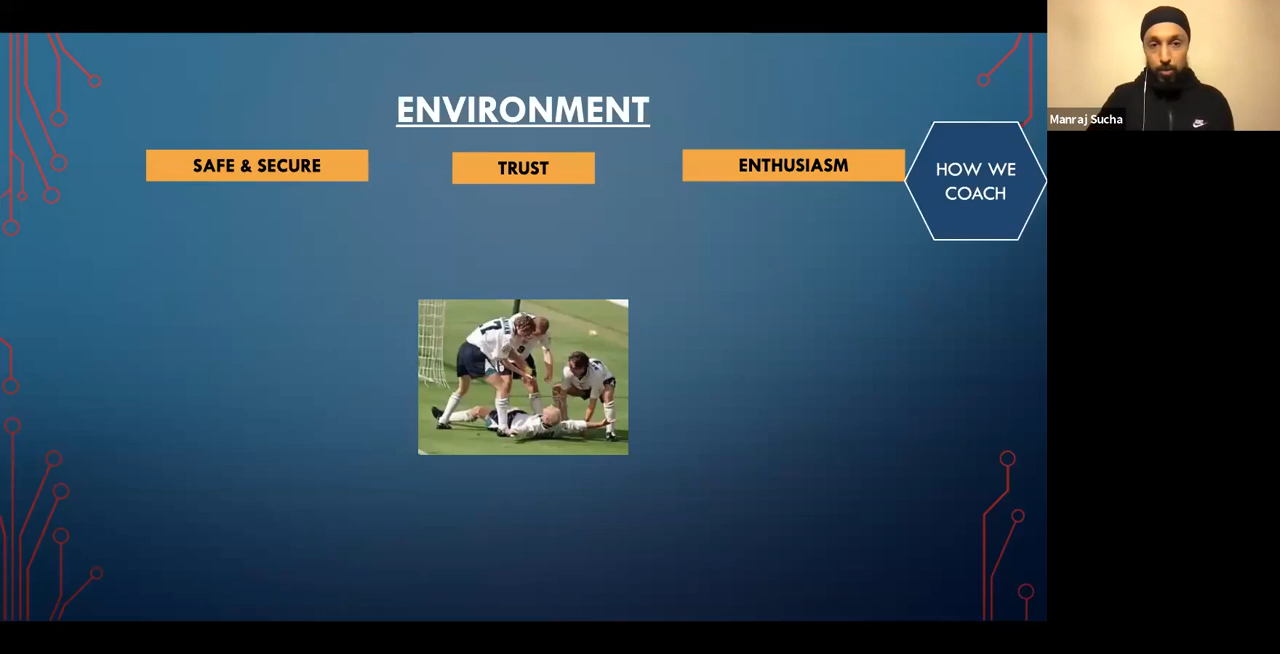 ENVIRONMENT
SAFE & SECURE
TRUST
ENTHUSIASM
HOW WE
COACH
Manraj Sucha